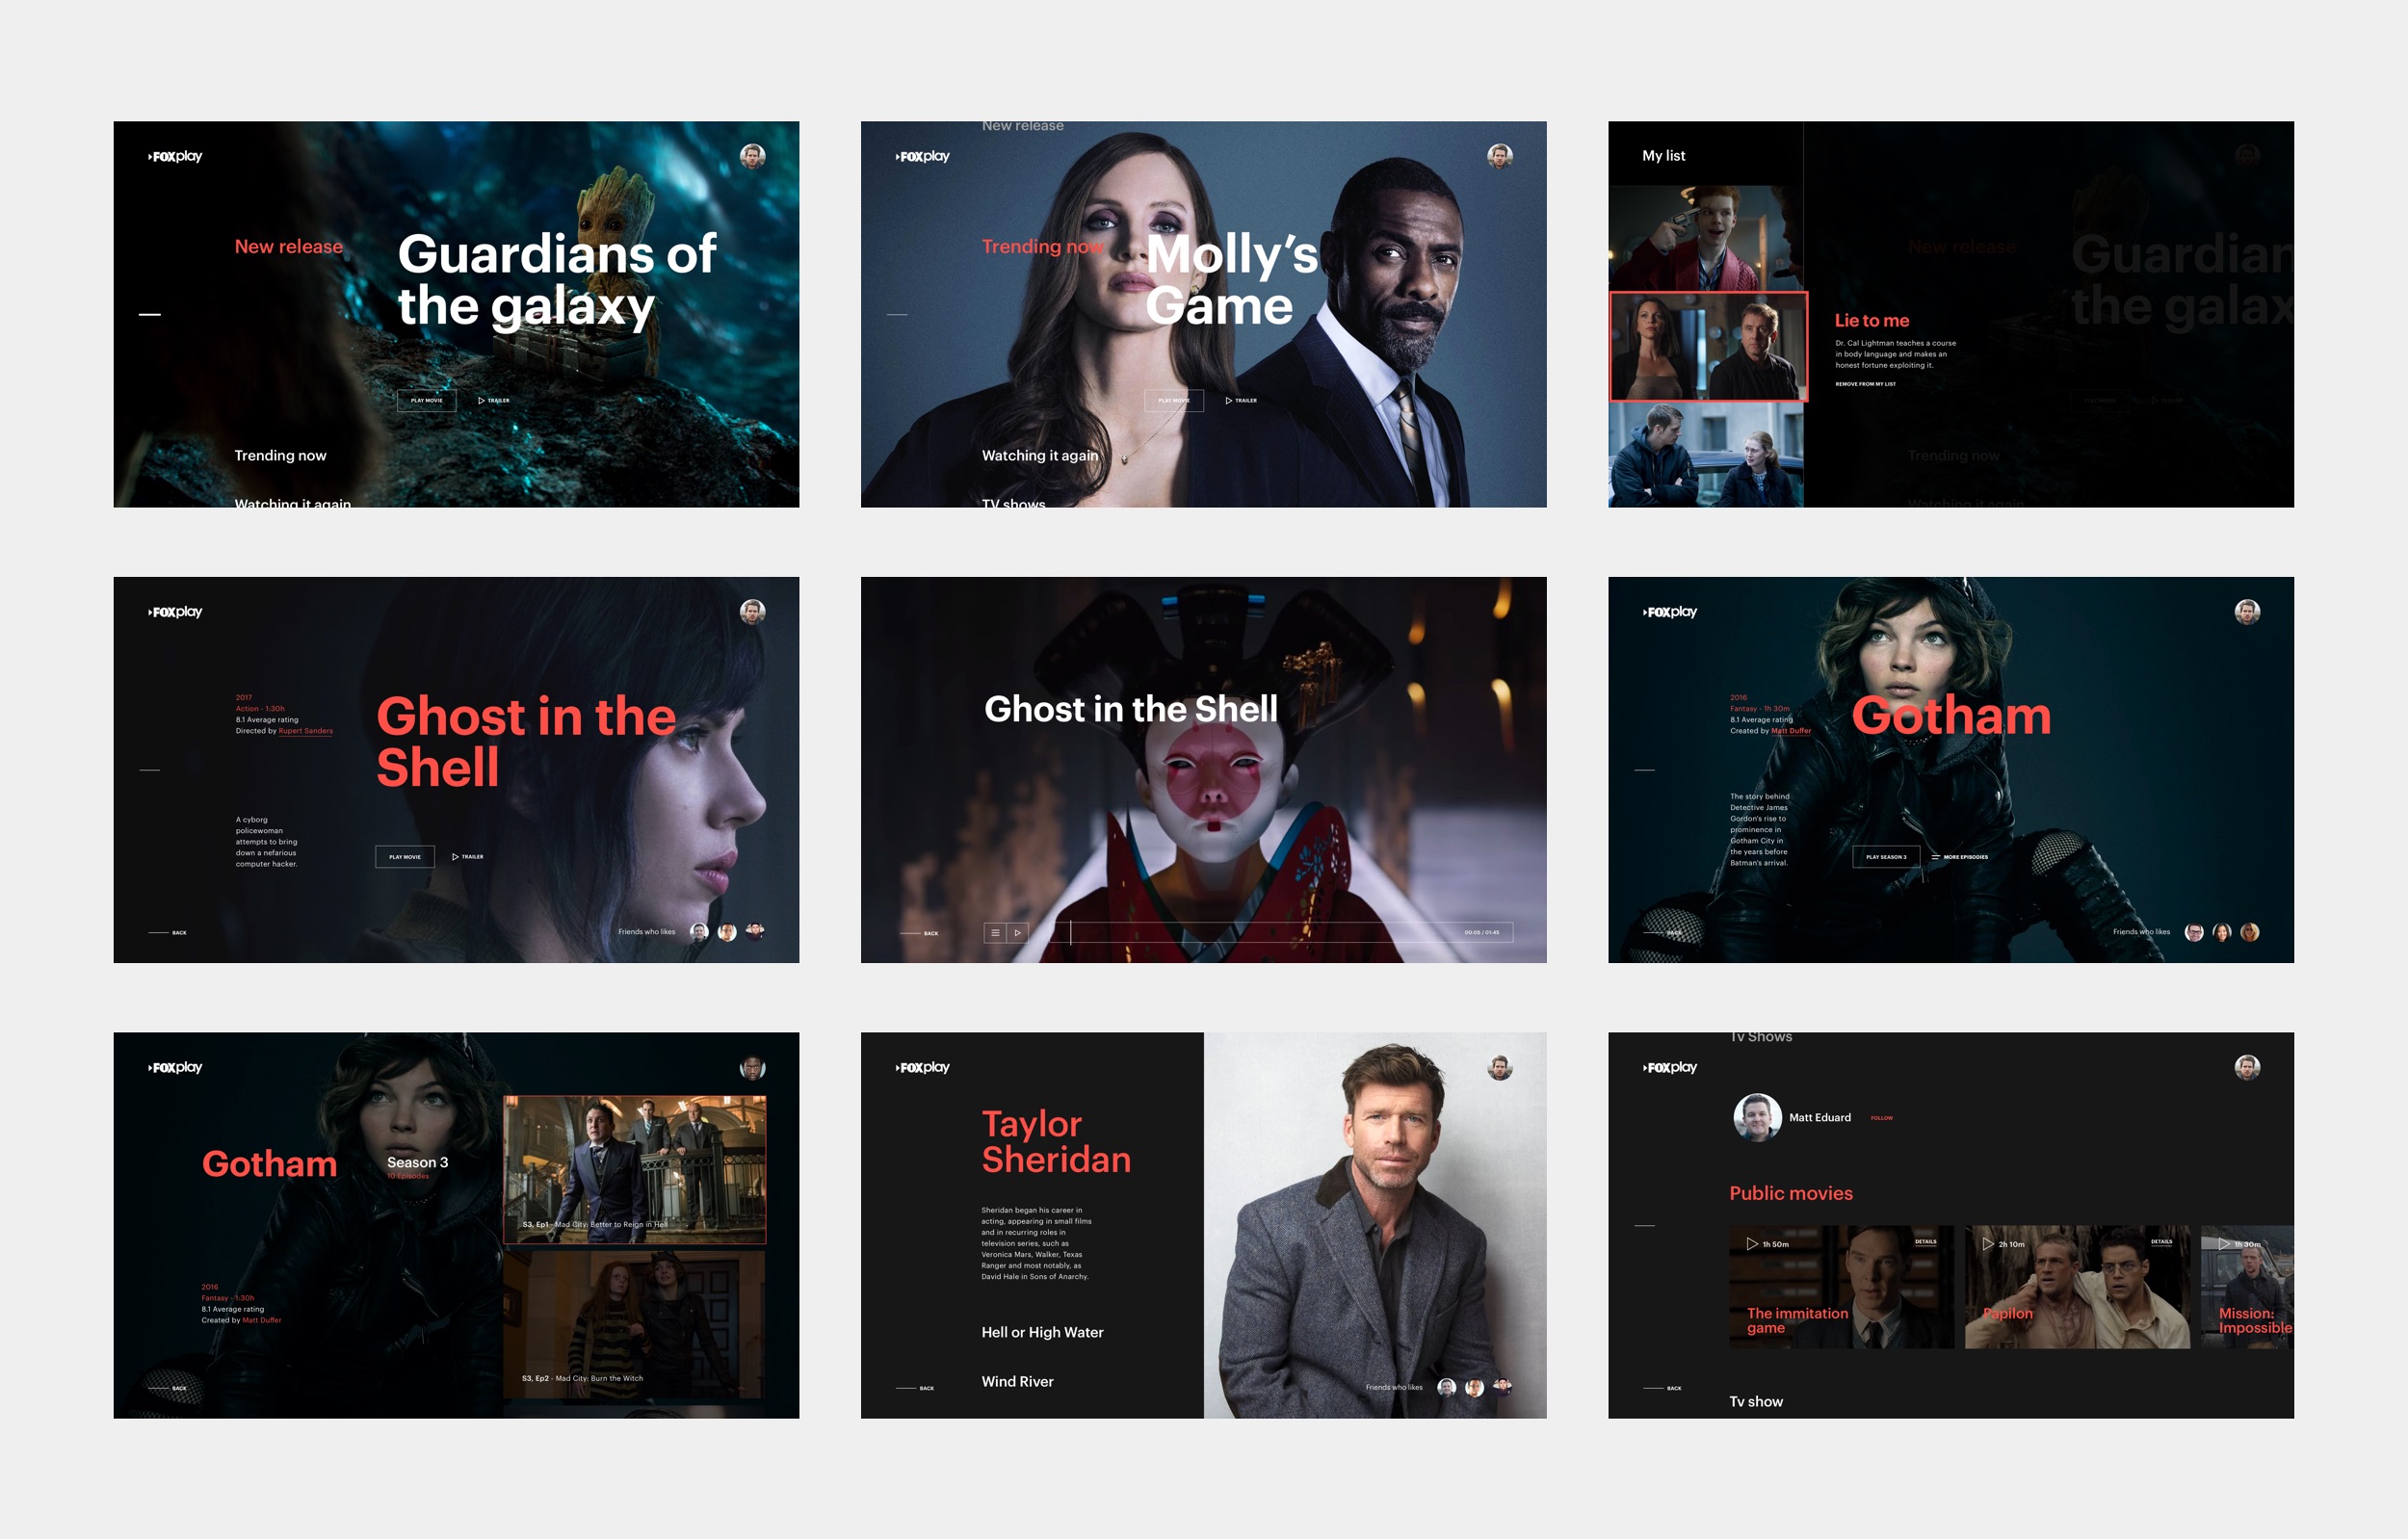 FOXplay
New release
Guardians of
the galaxy
PLAY MOVIE
TRAILER
Trending now
Watching it again
New release
FOXplay
Trending now
Molly’s
Game
PLAY MOVIE
TRAILER
Watching it again
TV shows
My list
New release
Guardian
the galax
Lie to me
Dr. Cal Lightman teaches a course
in body language and makes an
honest fortune exploiting it.
REMOVE FROM MY LIST
PLAY MOVIE
TRAILER
Trending now
Watching it again
FOXplay
2017
Action - 1:30h
8.1 Average rating
Directed by Rupert Sanders
Ghost in the
Shell
A cyborg
policewoman
attempts to bring
down a nefarious
computer hacker.
PLAY MOVIE
TRAILER
BACK
Friends who likes
Ghost in the Shell
BACK
00:05 / 01:45
FOXplay
2016
Fantasy - 1h 30m
8.1 Average rating
Created by Matt Duffer
Gotham
The story behind
Detective James
Gordon's rise to
prominence in
Gotham City in
the years before
Batman's arrival.
PLAY SEASON 3
MORE EPISODES
BACK
Friends who likes
FOXplay
Gotham
Season 3
10 Episodes
S3, Ep1 - Mad City: Better to Reign in Hell
2016
Fantasy - 1:30h
8.1 Average rating
Created by Matt Duffer
S3, Ep2 - Mad City: Burn the Witch
BACK
FOXplay
Taylor
Sheridan
Sheridan began his career in
acting, appearing in small films
and in recurring roles in
television series, such as
Veronica Mars, Walker, Texas
Ranger and most notably, as
David Hale in Sons of Anarchy.
Hell or High Water
Wind River
BACK
Friends who likes
Tv Shows
FOXplay
Matt Eduard
FOLLOW
Public movies
1h 50m
DETAILS
The immitation
game
2h 10m
DETAILS
Papilon
1h 30m
Mission:
Impossible
BACK
Tv show